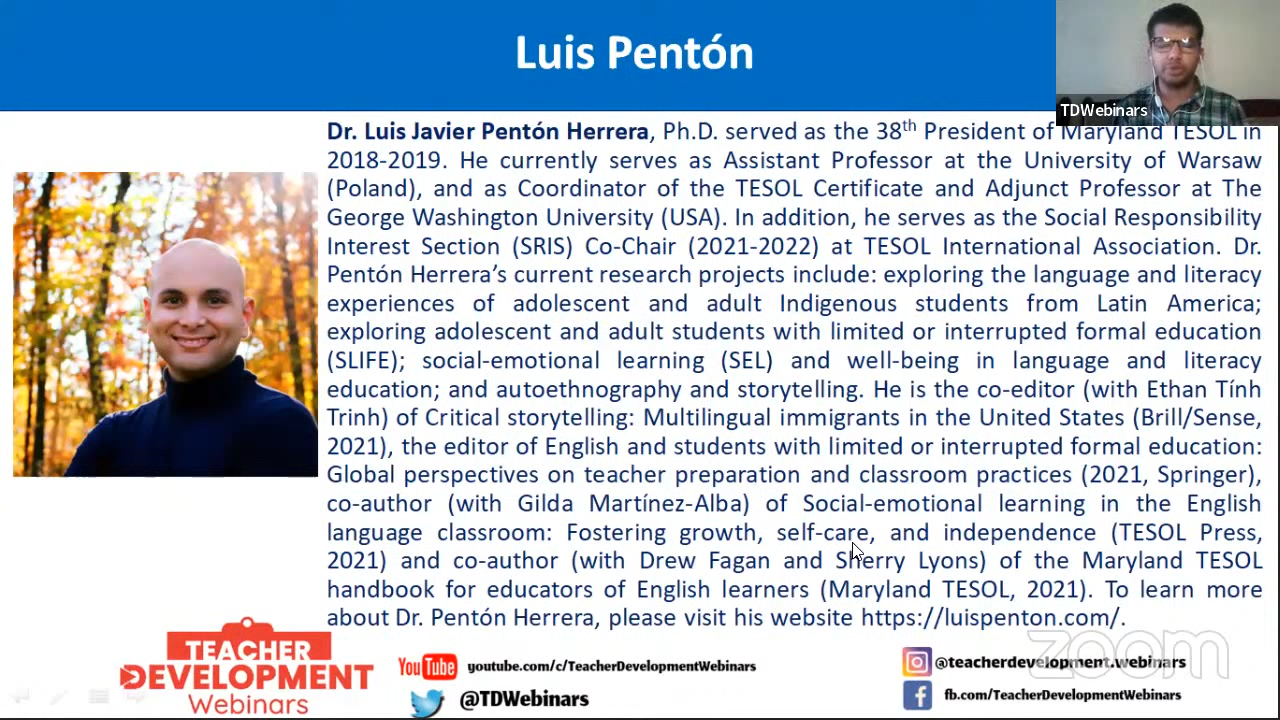 Luis Pentón
TDWebinars
Dr. Luis Javier Pentón Herrera, Ph.D. served as the 38th President of Maryland TESOL in
2018-2019. He currently serves as Assistant Professor at the University of Warsaw
(Poland), and as Coordinator of the TESOL Certificate and Adjunct Professor at The
George Washington University (USA). In addition, he serves as the Social Responsibility
Interest Section (SRIS) Co-Chair (2021-2022) at TESOL International Association. Dr.
Pentón Herrera’s current research projects include: exploring the language and literacy
experiences of adolescent and adult Indigenous students from Latin America;
exploring adolescent and adult students with limited or interrupted formal education
(SLIFE); social-emotional learning (SEL) and well-being in language and literacy
education; and autoethnography and storytelling. He is the co-editor (with Ethan Tính
Trinh) of Critical storytelling: Multilingual immigrants in the United States (Brill/Sense,
2021), the editor of English and students with limited or interrupted formal education:
Global perspectives on teacher preparation and classroom practices (2021, Springer),
co-author (with Gilda Martínez-Alba) of Social-emotional learning in the English
language classroom: Fostering growth, self-care, and independence (TESOL Press,
2021) and co-author (with Drew Fagan and Sherry Lyons) of the Maryland TESOL
handbook for educators of English learners (Maryland TESOL, 2021). To learn more
about Dr. Pentón Herrera, please visit his website https://luispenton.com/.
zoom
TEACHER
DEVELOPMENT
Webinars
YouTube youtube.com/c/TeacherDevelopmentWebinars
@TDWebinars
@teacherdevelopment.webinars
fb.com/TeacherDevelopmentWebinars